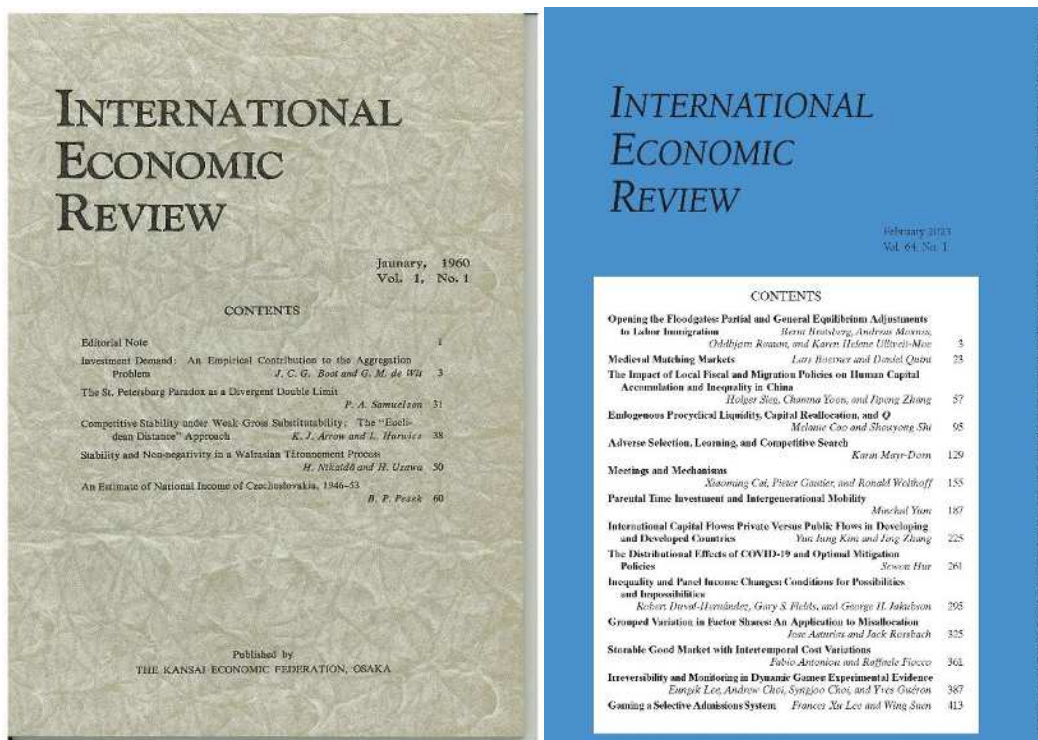 INTERNATIONAL
ECONOMIC
REVIEW
Jaunary, 1960
Vol. 1, No. 1
CONTENTS
Editorial Note 1
Investment Demand: An Empirical Contribution to the Aggregation
Problem J. C. G. Boot and G. M. de Wit 3
The St. Petersburg Paradox as a Divergent Double Limit
P. A. Samuelson 31
Competitive Stability under Weak Gross Substitutability: The "Eucli-
dean Distance" Approach K. J. Arrow and L. Hurwicz 38
Stability and Non-negativity in a Walrasian Tâtonnement Process
H. Nikaidô and H. Uzawa 50
An Estimate of National Income of Czechoslovakia, 1946-53
B. P. Pesek 60
Published by
THE KANSAI ECONOMIC FEDERATION, OSAKA
INTERNATIONAL
ECONOMIC
REVIEW
February 2023
Vol. 64, No. 1
CONTENTS
Opening the Floodgates: Partial and General Equilibrium Adjustments
to Labor Immigration Bernt Bratsberg, Andreas Moxnes,
Oddbjørn Raaum, and Karen Helene Ulltveit-Moe 3
Medieval Matching Markets Lars Boerner and Daniel Quint 23
The Impact of Local Fiscal and Migration Policies on Human Capital
Accumulation and Inequality in China
Holger Sieg, Chamna Yoon, and Jipeng Zhang 57
Endogenous Procyclical Liquidity, Capital Reallocation, and Q
Melanie Cao and Shouyong Shi 95
Adverse Selection, Learning, and Competitive Search
Karin Mayr-Dorn 129
Meetings and Mechanisms
Xiaoming Cai, Pieter Gautier, and Ronald Wolthoff 155
Parental Time Investment and Intergenerational Mobility
Minchul Yum 187
International Capital Flows: Private Versus Public Flows in Developing
and Developed Countries Yun Jung Kim and Jing Zhang 225
The Distributional Effects of COVID-19 and Optimal Mitigation
Policies Sewon Hur 261
Inequality and Panel Income Changes: Conditions for Possibilities
and Impossibilities
Robert Duval-Hernández, Gary S. Fields, and George H. Jakubson 295
Grouped Variation in Factor Shares: An Application to Misallocation
Jose Asturias and Jack Rossbach 325
Storable Good Market with Intertemporal Cost Variations
Fabio Antoniou and Raffaele Fiocco 361
Irreversibility and Monitoring in Dynamic Games: Experimental Evidence
Eungik Lee, Andrew Choi, Syngjoo Choi, and Yves Guéron 387
Gaming a Selective Admissions System Frances Xu Lee and Wing Suen 413